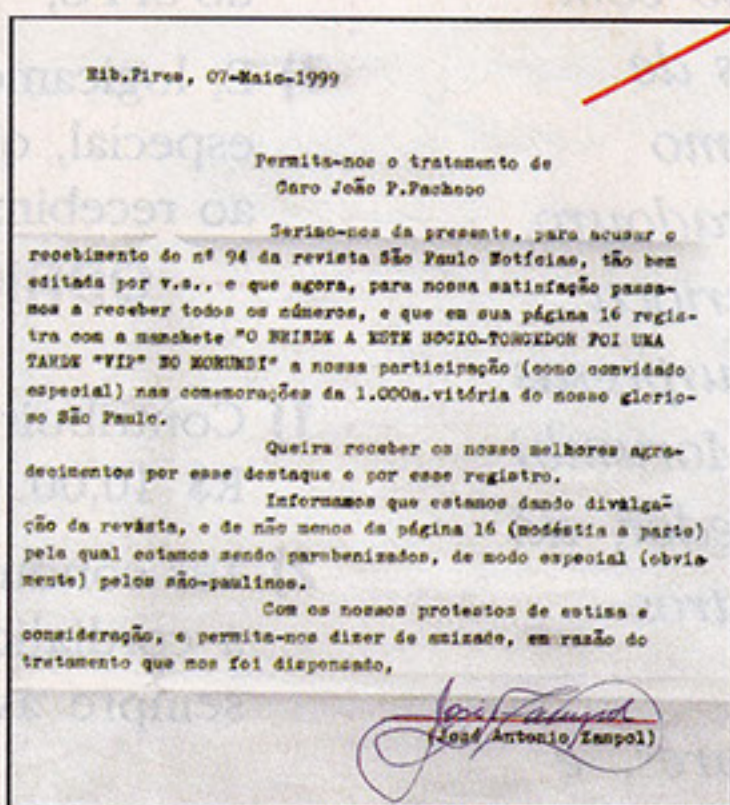 Rib.Pires, 07-Maio-1999
Permita-nos o tratamento de
Caro João P.Pacheco
Serimo-nos da presente, para acusar o
recebimento do nº 94 da revista São Paulo Notícias, tão bem
editada por v.s., e que agora, para nossa satisfação passa-
mos a receber todos os números, e que em sua página 16 regis-
tra com a manchete "O BRINDE A ESTE SÓCIO-TORCEDOR FOI UMA
TARDE "VIP" NO MORUMBI" a nossa participação (como convidado
especial) nas comemorações da 1.000a.vitória do nosso glorio-
so São Paulo.
Queira receber os nosso melhores agra-
decimentos por esse destaque e por esse registro.
Informamos que estamos dando divulga-
ção da revista, e de não menos da página 16 (modéstia a parte)
pela qual estamos sendo parabenizados, de modo especial (obvia-
mente) pelos são-paulinos.
Com os nossos protestos de estima e
consideração, e permita-nos dizer de amizade, em razão do
tratamento que nos foi dispensado,
(José Antonio Zampol)